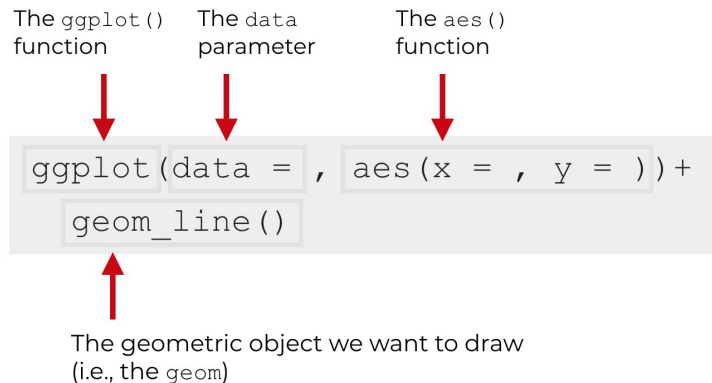 The ggplot() function
The data parameter
The aes() function
ggplot(data = , aes(x = , y = ))+
geom_line()
The geometric object we want to draw
(i.e., the geom)